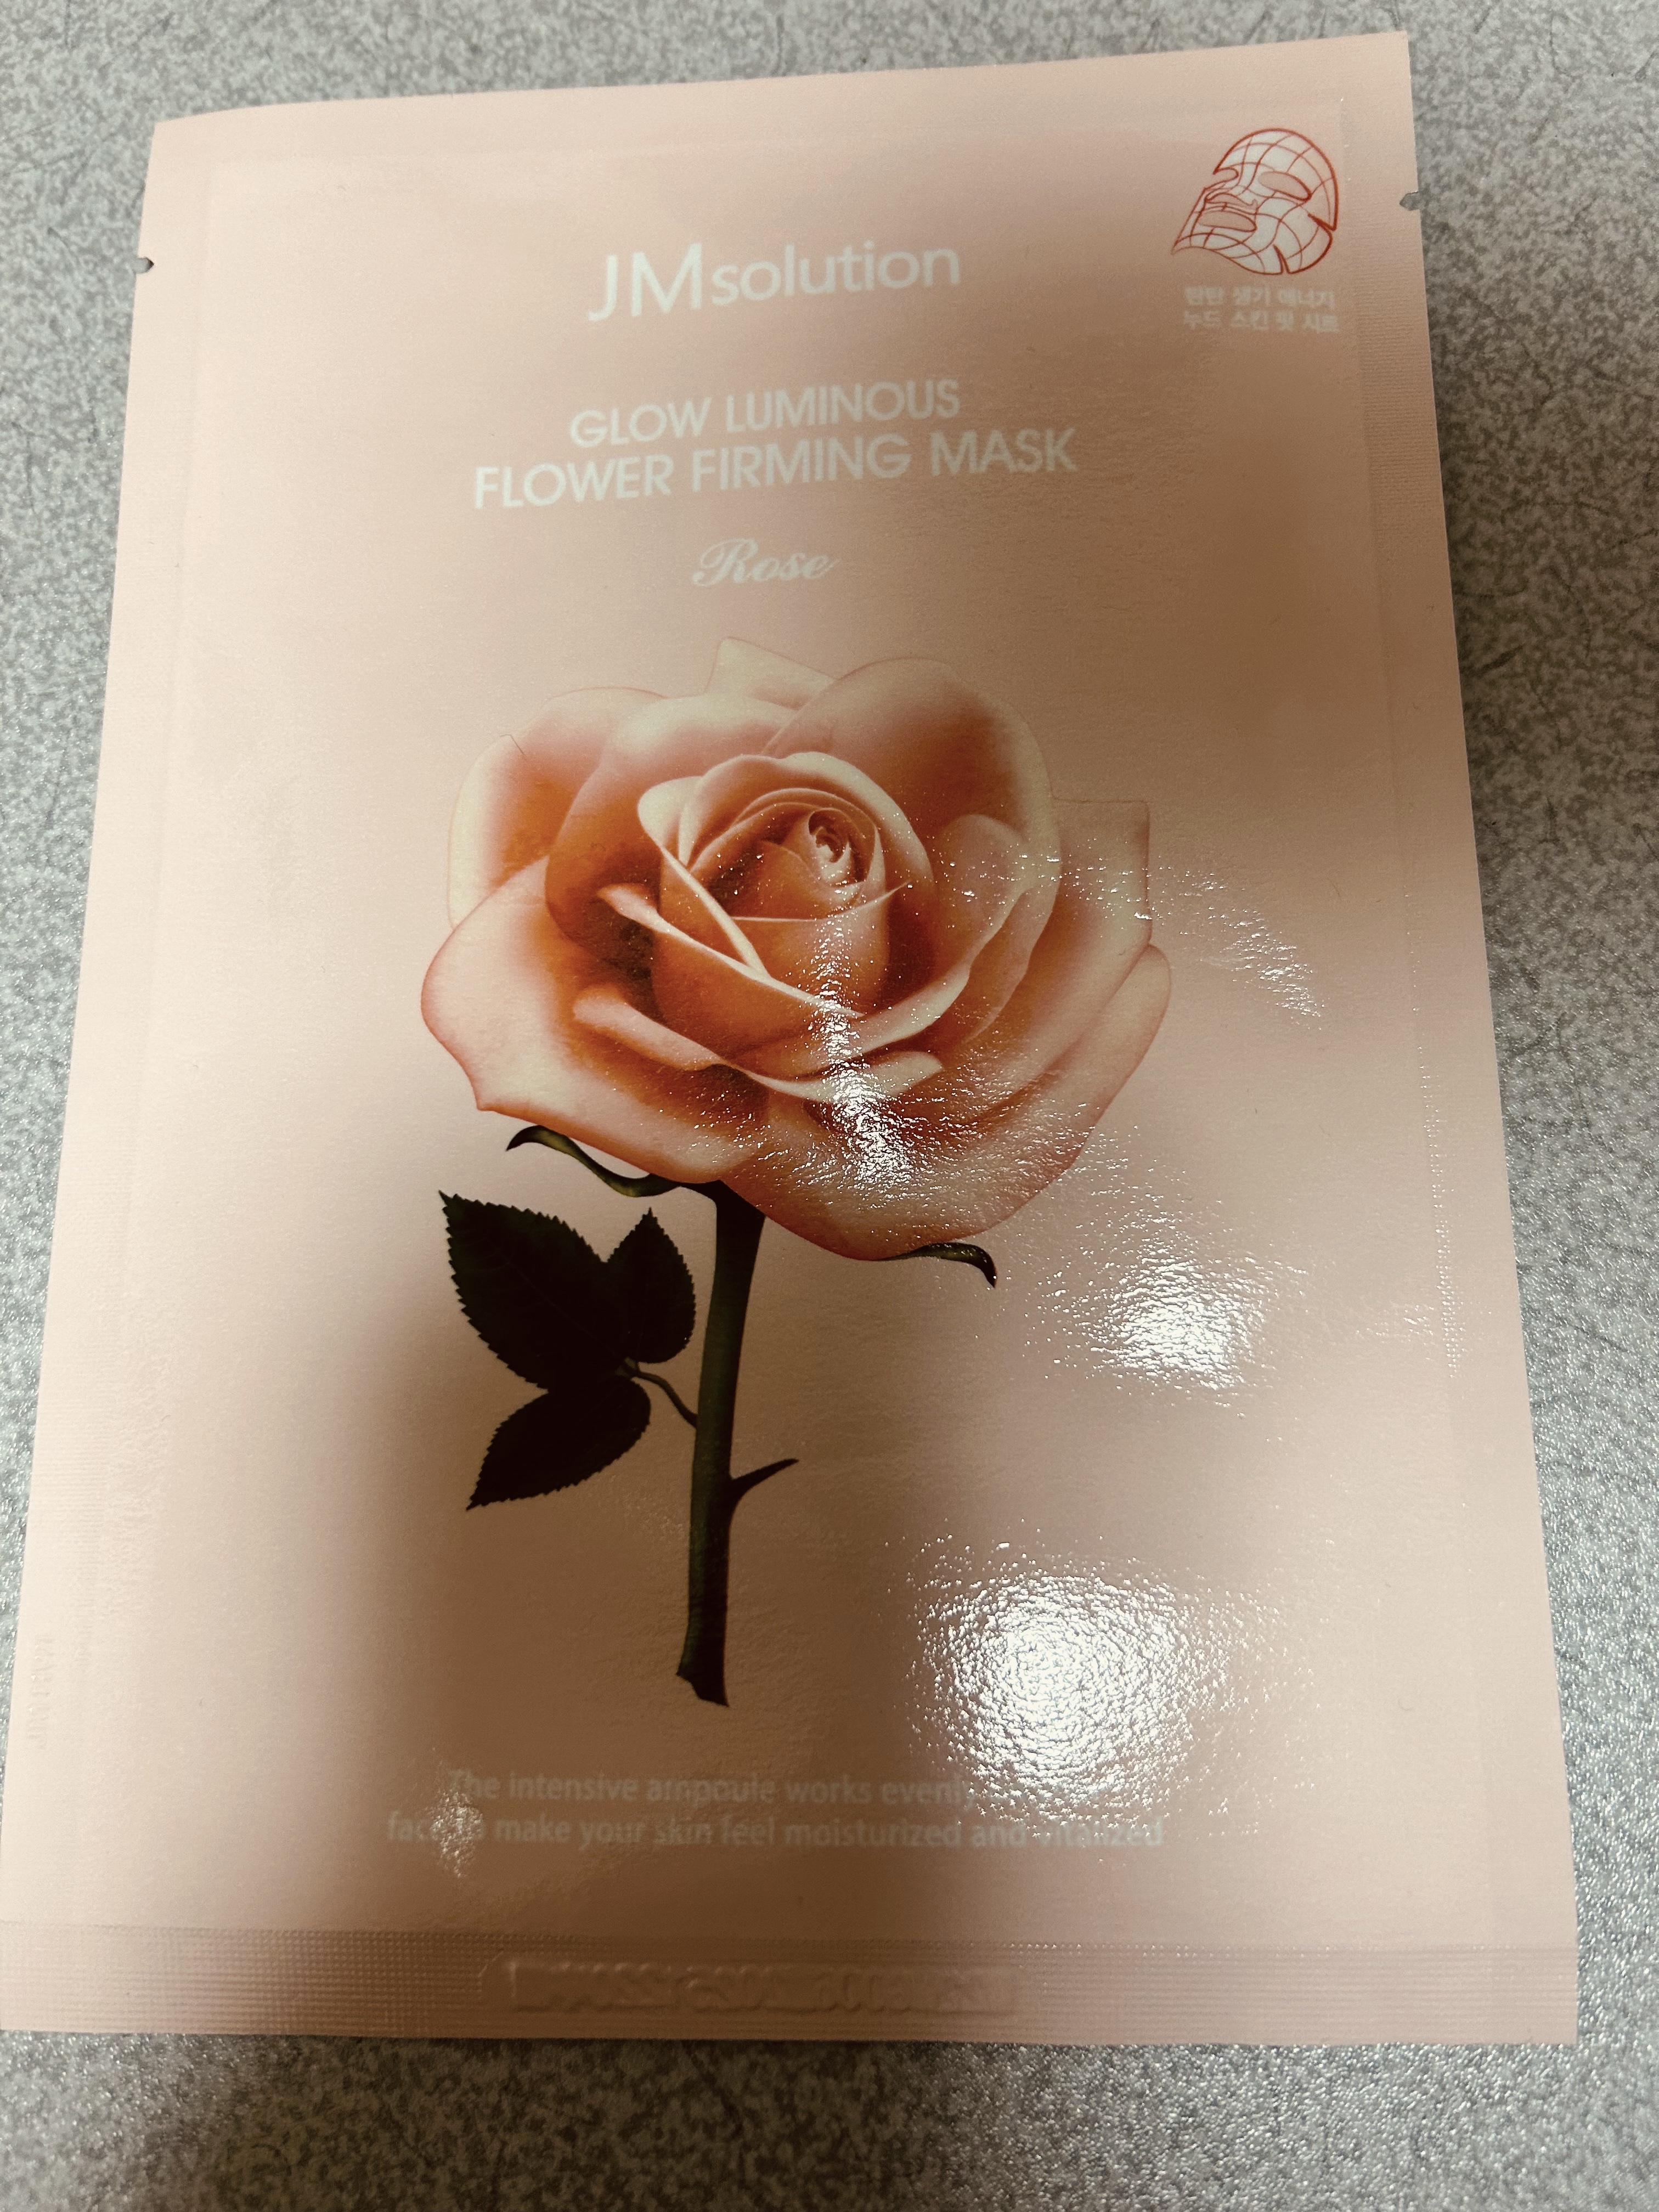 JMsolution
탄탄 생기 에너지
누드 스킨 핏 시트
GLOW LUMINOUS
FLOWER FIRMING MASK
Rose
The intensive ampoule works evenly
face to make your skin feel moisturized and vitalized